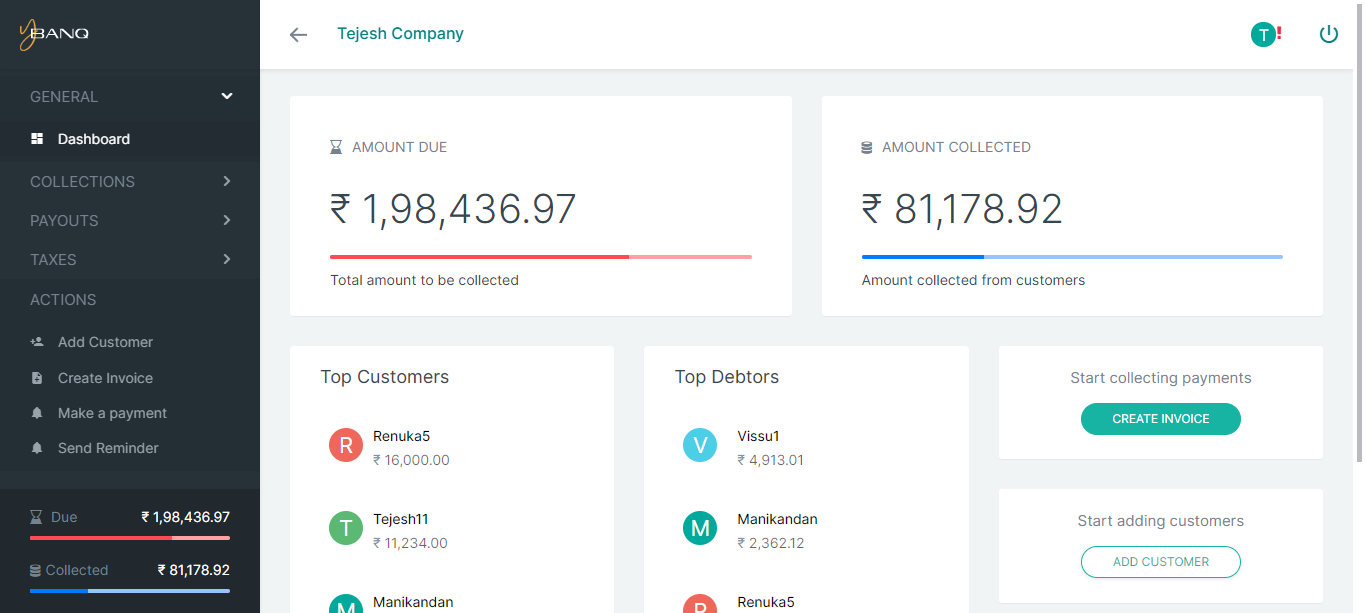 yBANQ
Tejesh Company
T!
GENERAL
Dashboard
COLLECTIONS
PAYOUTS
TAXES
ACTIONS
Add Customer
Create Invoice
Make a payment
Send Reminder
Due ₹ 1,98,436.97
Collected ₹ 81,178.92
AMOUNT DUE
₹ 1,98,436.97
Total amount to be collected
AMOUNT COLLECTED
₹ 81,178.92
Amount collected from customers
Top Customers
R
Renuka5
₹ 16,000.00
T
Tejesh11
₹ 11,234.00
M
Manikandan
Top Debtors
V
Vissu1
₹ 4,913.01
M
Manikandan
₹ 2,362.12
R
Renuka5
Start collecting payments
CREATE INVOICE
Start adding customers
ADD CUSTOMER